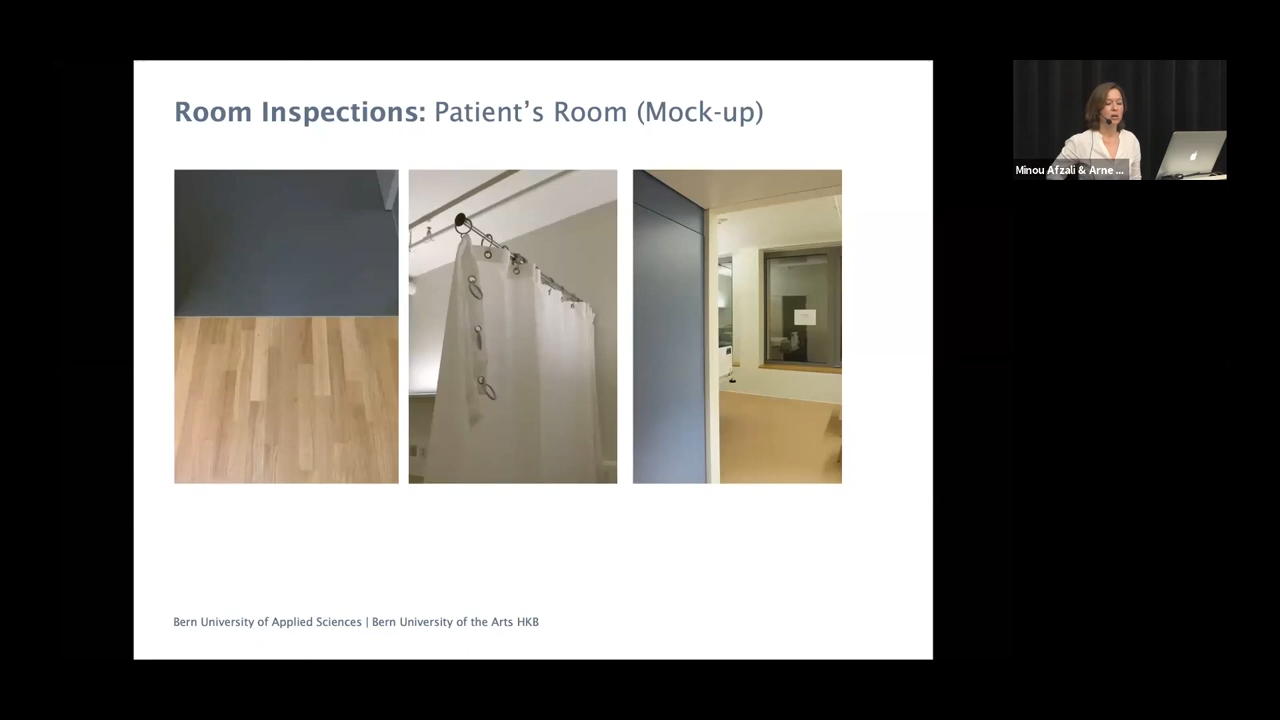 Room Inspections: Patient’s Room (Mock-up)
Minou Afzali & Arne ...
Bern University of Applied Sciences | Bern University of the Arts HKB